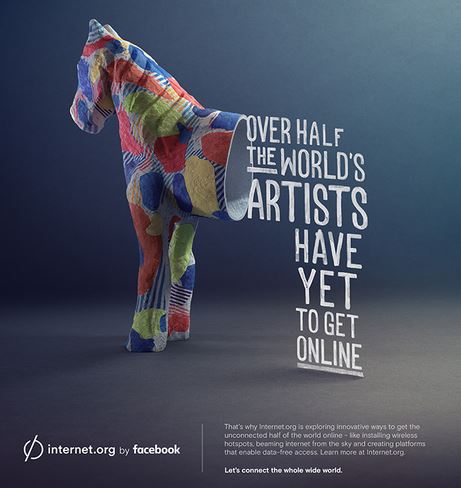 OVER HALF
THE WORLD'S
ARTISTS
HAVE
YET
TO GET
ONLINE
internet.org by facebook
That's why Internet.org is exploring innovative ways to get the
unconnected half of the world online – like installing wireless
hotspots, beaming internet from the sky and creating platforms
that enable data-free access. Learn more at Internet.org.
Let's connect the whole wide world.